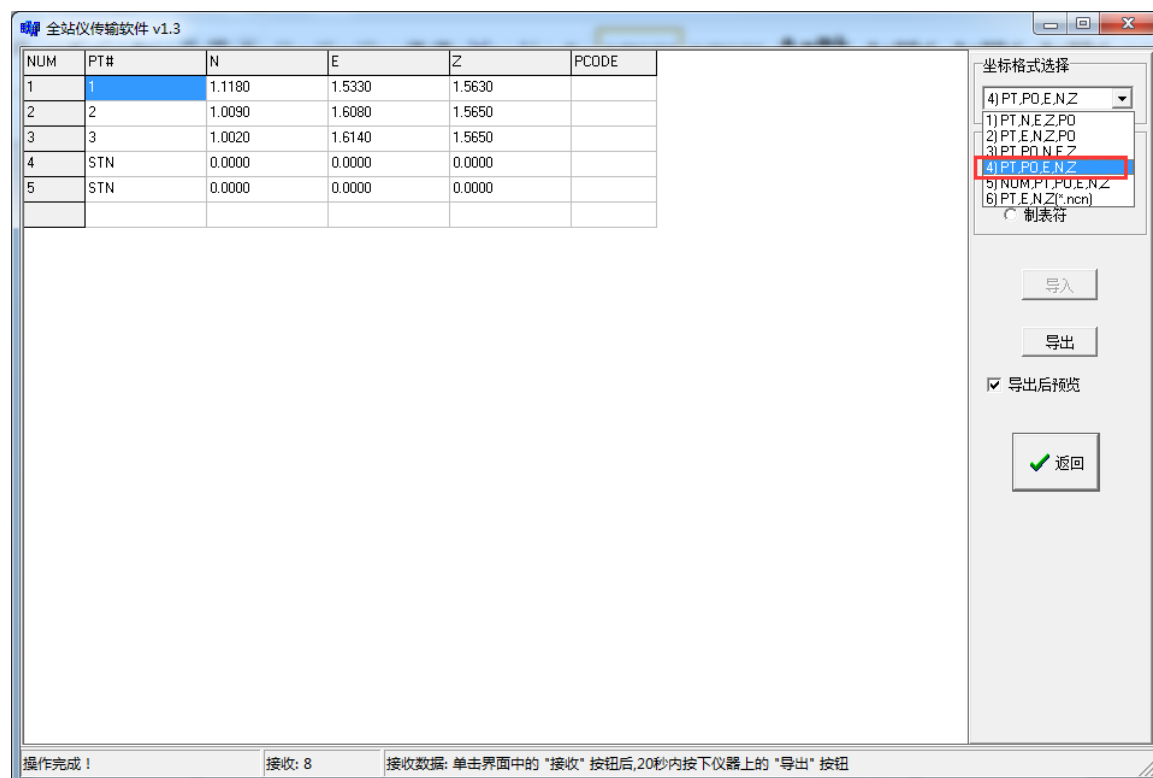 全站仪传输软件 v1.3
NUM PT# N E Z PCODE
1 1 1.1180 1.5330 1.5630
2 2 1.0090 1.6080 1.5650
3 3 1.0020 1.6140 1.5650
4 STN 0.0000 0.0000 0.0000
5 STN 0.0000 0.0000 0.0000
坐标格式选择
4) PT,PO,E,N,Z
1) PT,N,E,Z,PO
2) PT,E,N,Z,PO
3) PT,PO,N,E,Z
4) PT,PO,E,N,Z
5) NUM,PT,PO,E,N,Z
6) PT,E,N,Z(*.ncn)
制表符
导入
导出
导出后预览
返回
操作完成！
接收: 8
接收数据: 单击界面中的 "接收" 按钮后,20秒内按下仪器上的 "导出" 按钮